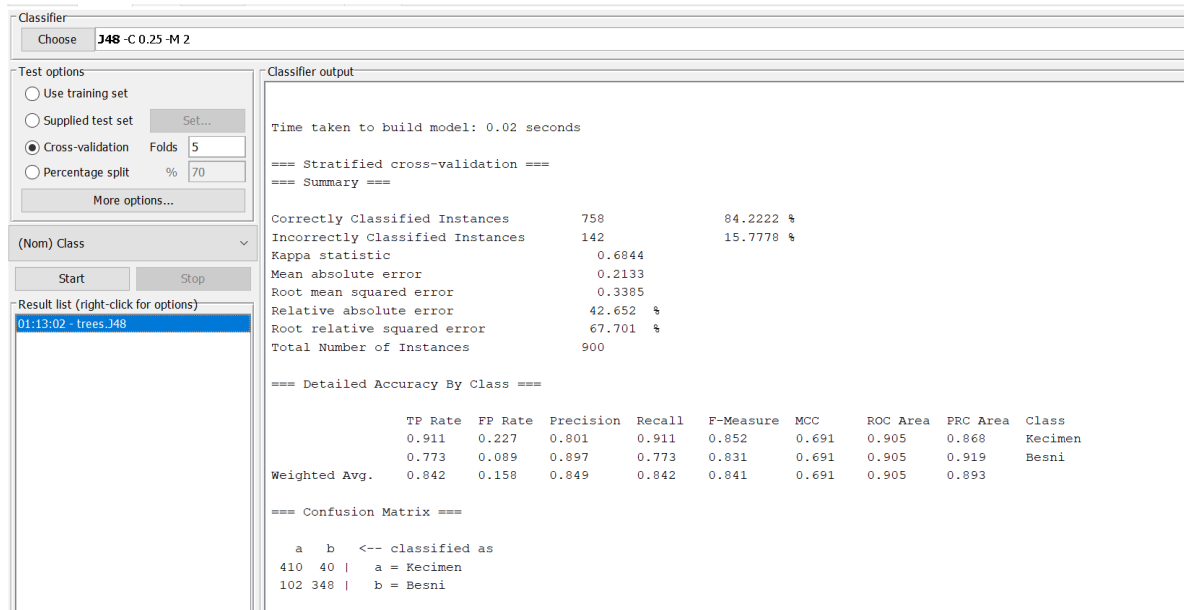 Classifier
Choose J48 -C 0.25 -M 2
Test options
Use training set
Supplied test set Set...
Cross-validation Folds 5
Percentage split % 70
More options...
(Nom) Class
Start Stop
Result list (right-click for options)
01:13:02 - trees.J48
Classifier output
Time taken to build model: 0.02 seconds
=== Stratified cross-validation ===
=== Summary ===
Correctly Classified Instances 758 84.2222 %
Incorrectly Classified Instances 142 15.7778 %
Kappa statistic 0.6844
Mean absolute error 0.2133
Root mean squared error 0.3385
Relative absolute error 42.652 %
Root relative squared error 67.701 %
Total Number of Instances 900
=== Detailed Accuracy By Class ===
TP Rate FP Rate Precision Recall F-Measure MCC ROC Area PRC Area Class
0.911 0.227 0.801 0.911 0.852 0.691 0.905 0.868 Kecimen
0.773 0.089 0.897 0.773 0.831 0.691 0.905 0.919 Besni
Weighted Avg. 0.842 0.158 0.849 0.842 0.841 0.691 0.905 0.893
=== Confusion Matrix ===
a b <-- classified as
410 40 | a = Kecimen
102 348 | b = Besni